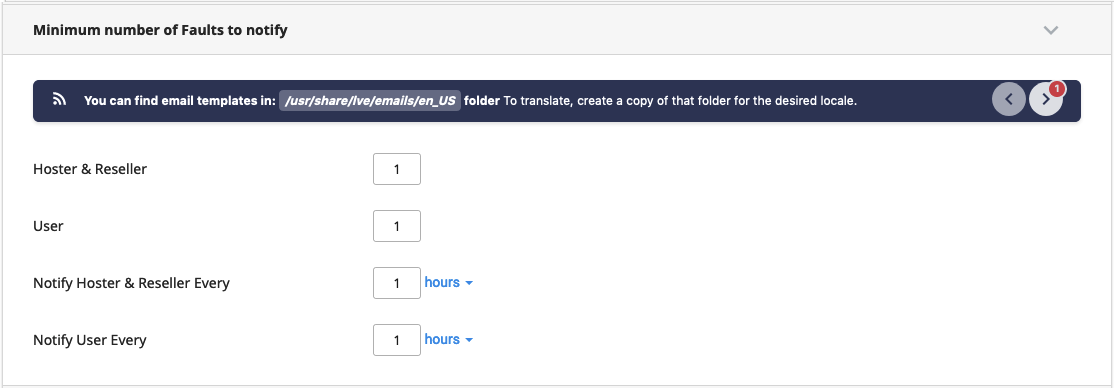 Minimum number of Faults to notify
You can find email templates in: /usr/share/lve/emails/en_US folder To translate, create a copy of that folder for the desired locale.
1
Hoster & Reseller 1
User 1
Notify Hoster & Reseller Every 1 hours
Notify User Every 1 hours